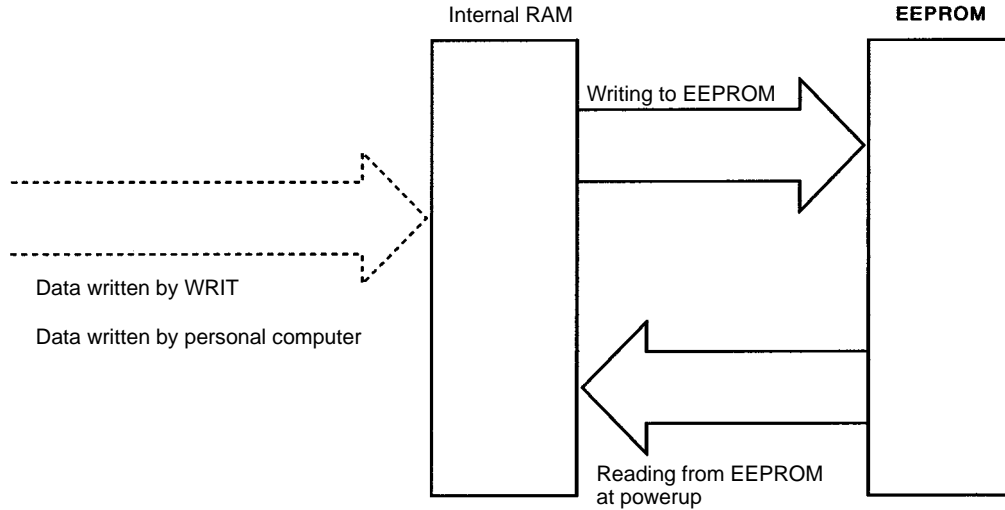 Internal RAM
EEPROM
Writing to EEPROM
Data written by WRIT
Data written by personal computer
Reading from EEPROM
at powerup